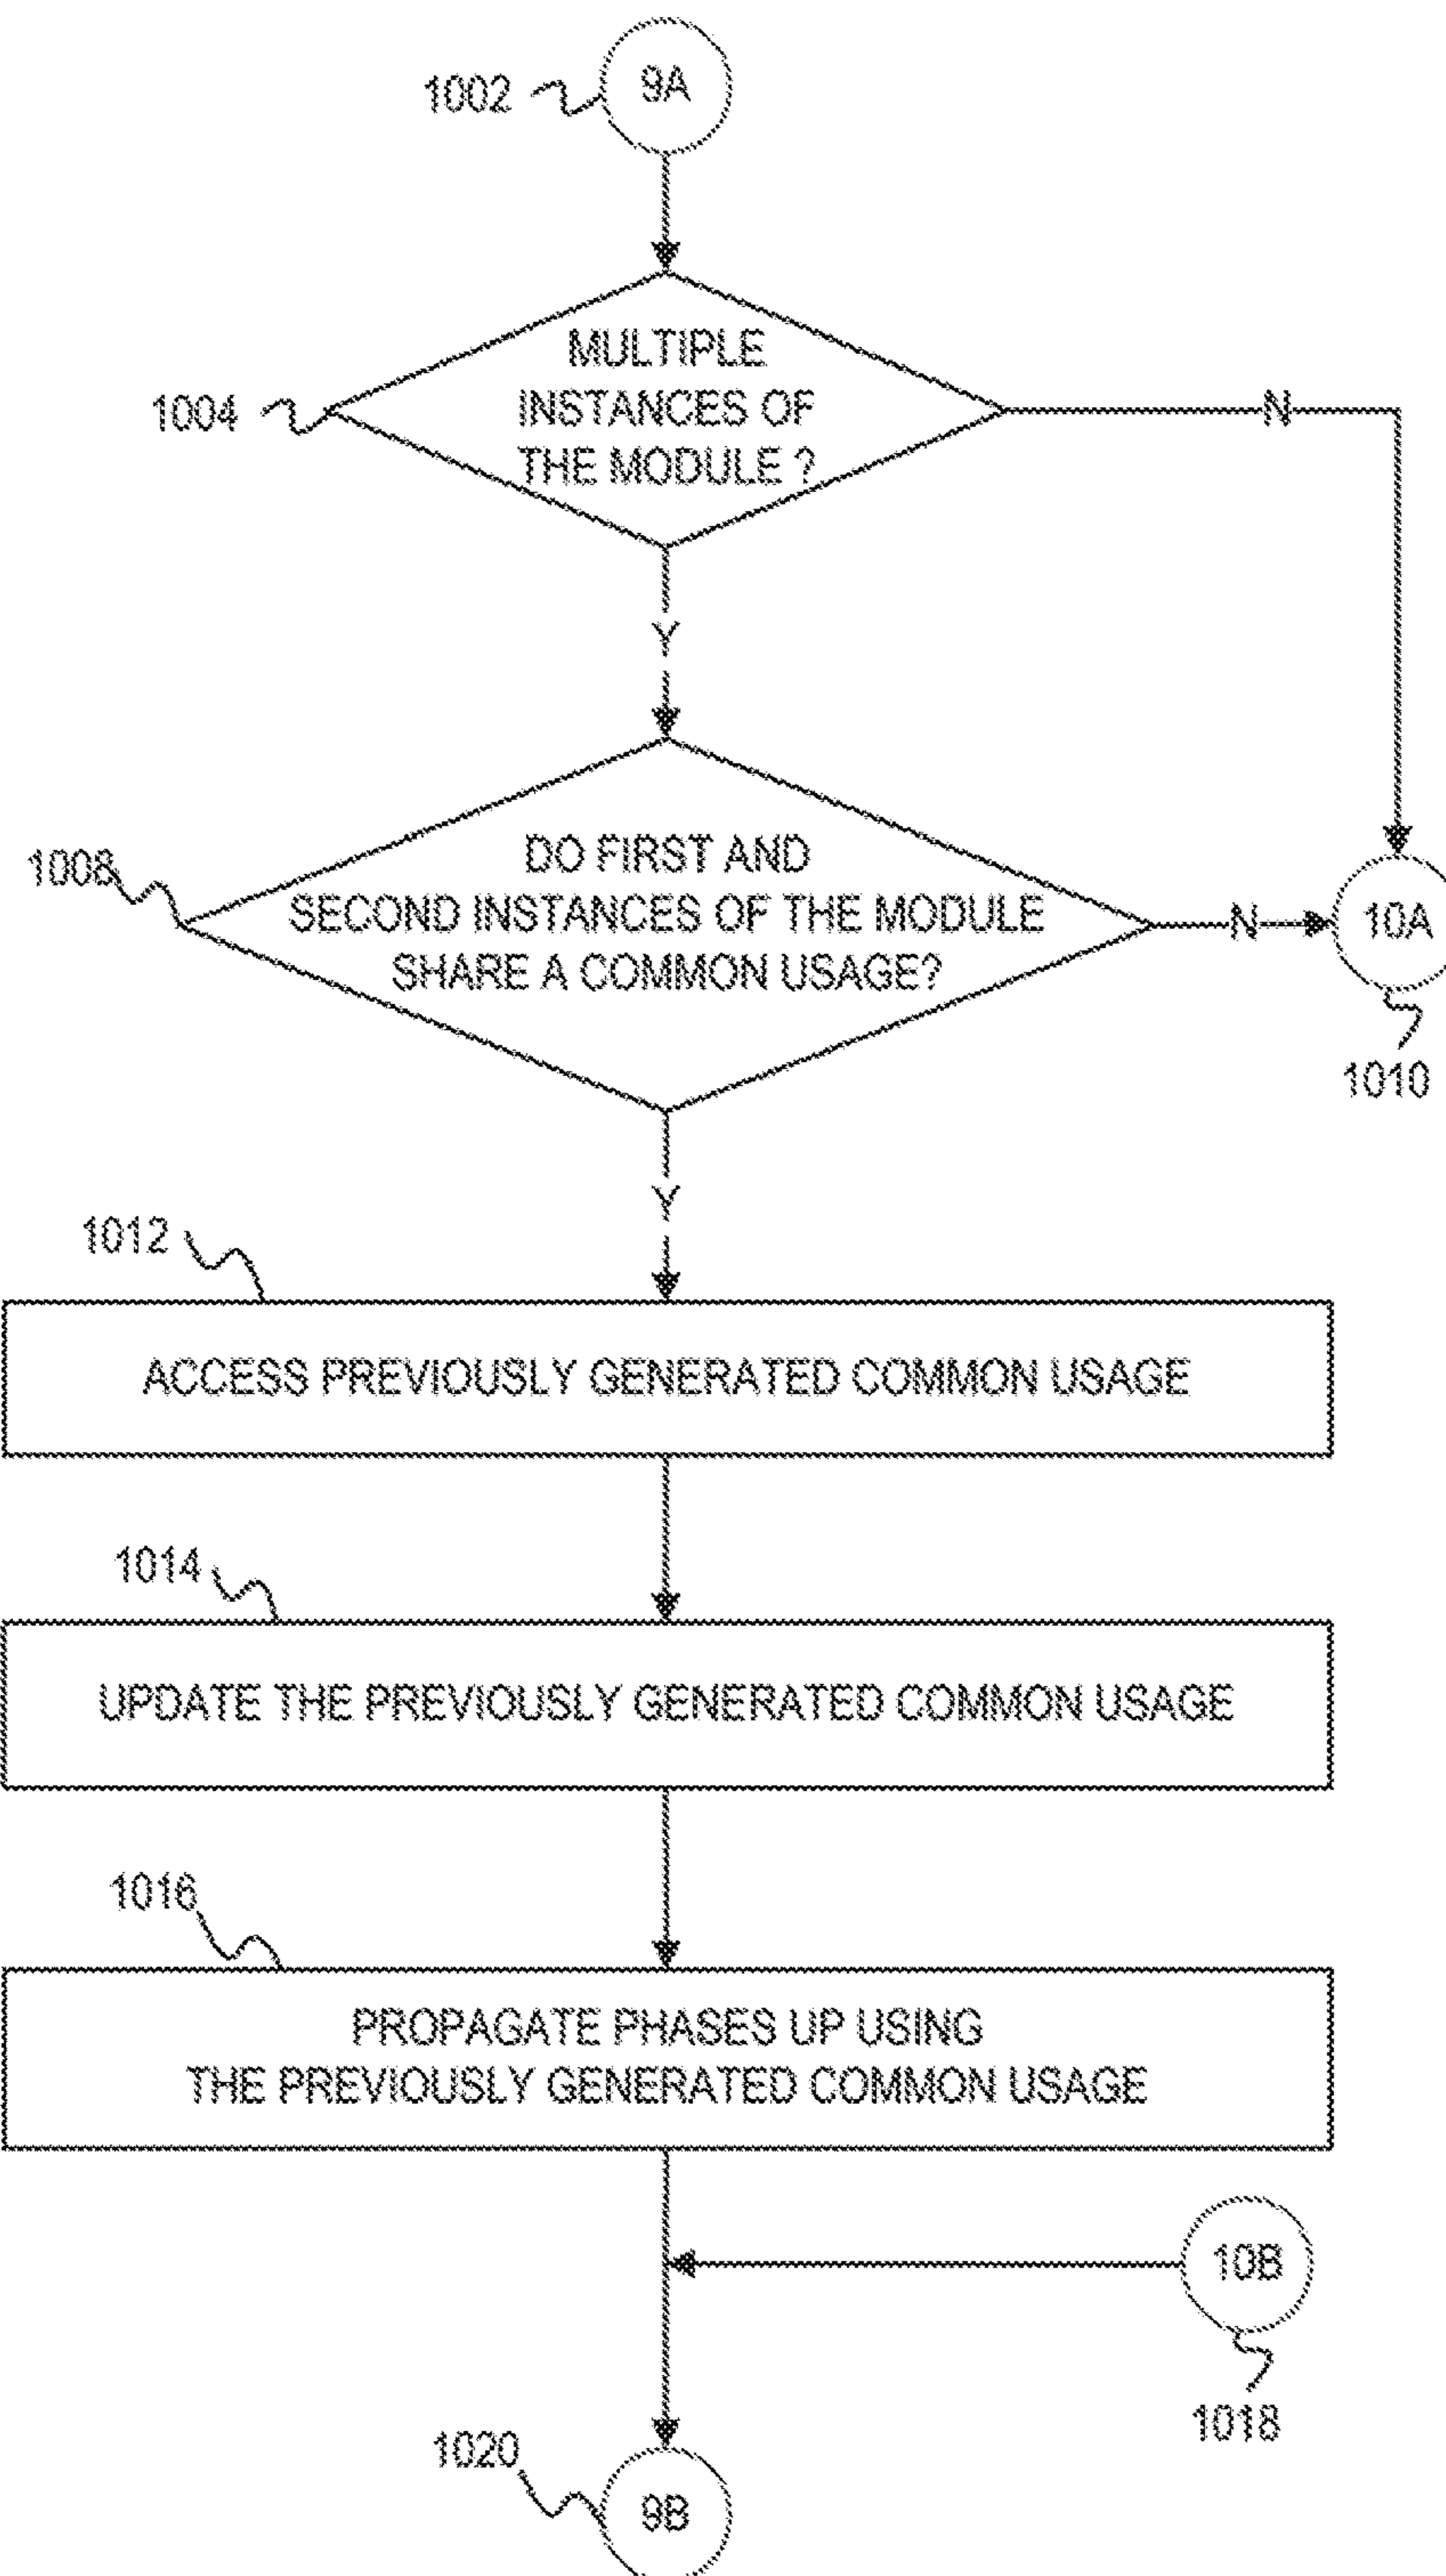 9A
1002
MULTIPLE
INSTANCES OF
THE MODULE ?
1004
N
Y
DO FIRST AND
SECOND INSTANCES OF THE MODULE
SHARE A COMMON USAGE?
1008
N
10A
1010
Y
1012
ACCESS PREVIOUSLY GENERATED COMMON USAGE
1014
UPDATE THE PREVIOUSLY GENERATED COMMON USAGE
1016
PROPAGATE PHASES UP USING
THE PREVIOUSLY GENERATED COMMON USAGE
10B
1018
1020
9B